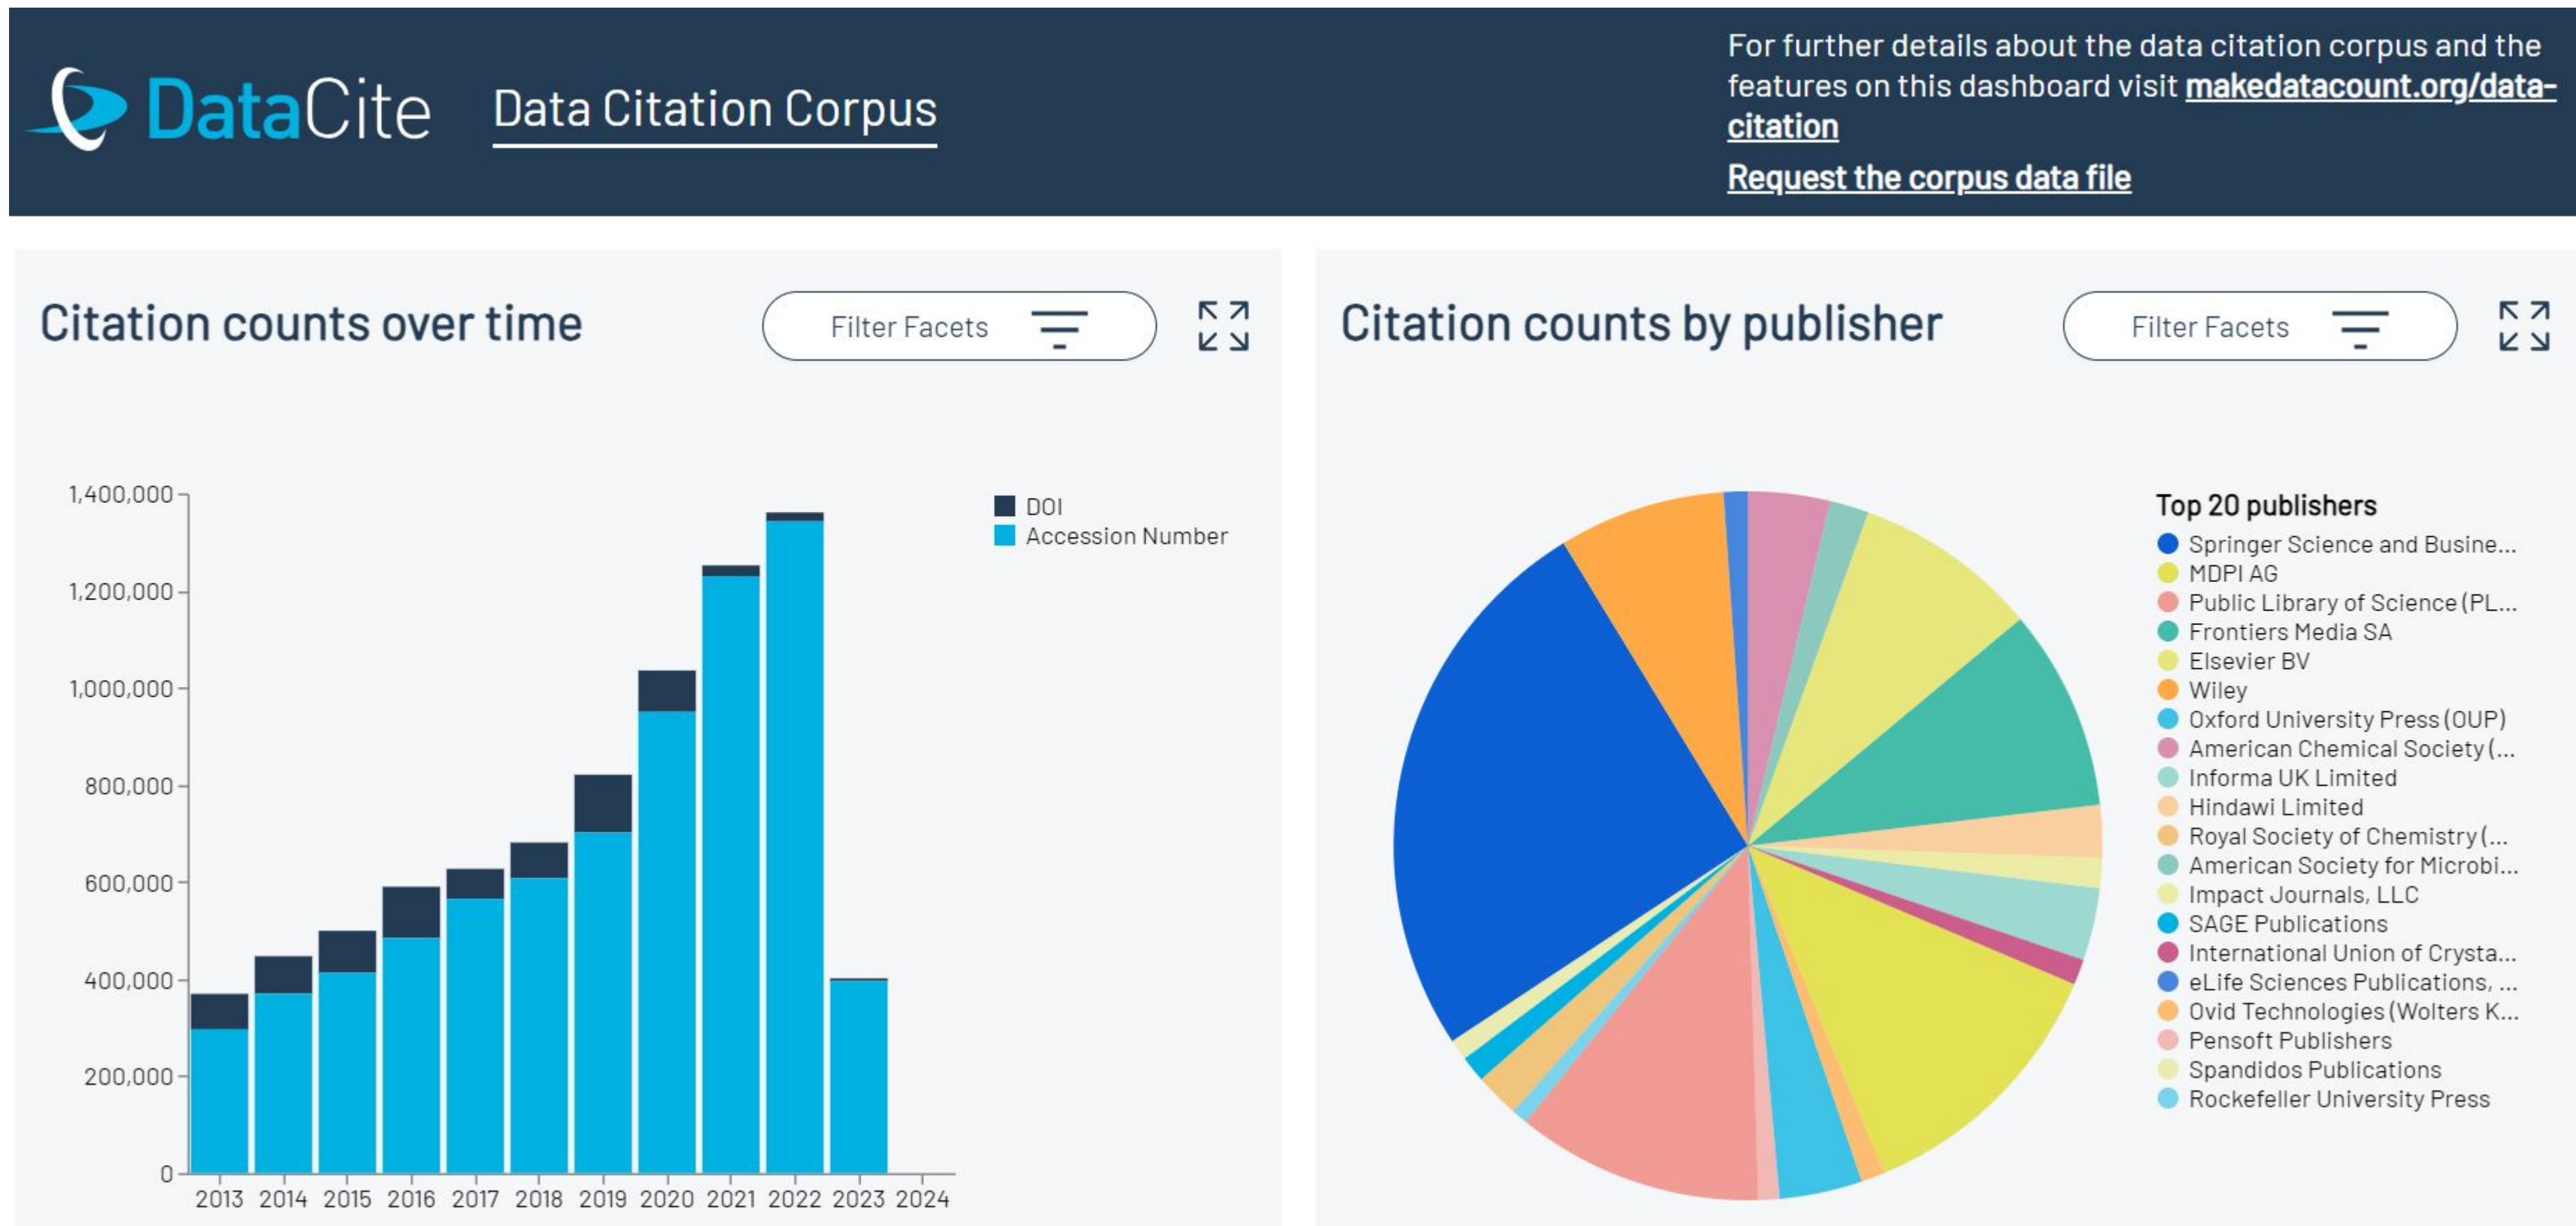 DataCite
Data Citation Corpus
For further details about the data citation corpus and the
features on this dashboard visit makedatacount.org/data-
citation
Request the corpus data file
Citation counts over time
Filter Facets
1,400,000
1,200,000
1,000,000
800,000
600,000
400,000
200,000
0
2013 2014 2015 2016 2017 2018 2019 2020 2021 2022 2023 2024
DOI
Accession Number
Citation counts by publisher
Filter Facets
Top 20 publishers
Springer Science and Busine...
MDPI AG
Public Library of Science (PL...
Frontiers Media SA
Elsevier BV
Wiley
Oxford University Press (OUP)
American Chemical Society (...
Informa UK Limited
Hindawi Limited
Royal Society of Chemistry (...
American Society for Microbi...
Impact Journals, LLC
SAGE Publications
International Union of Crysta...
eLife Sciences Publications, ...
Ovid Technologies (Wolters K...
Pensoft Publishers
Spandidos Publications
Rockefeller University Press